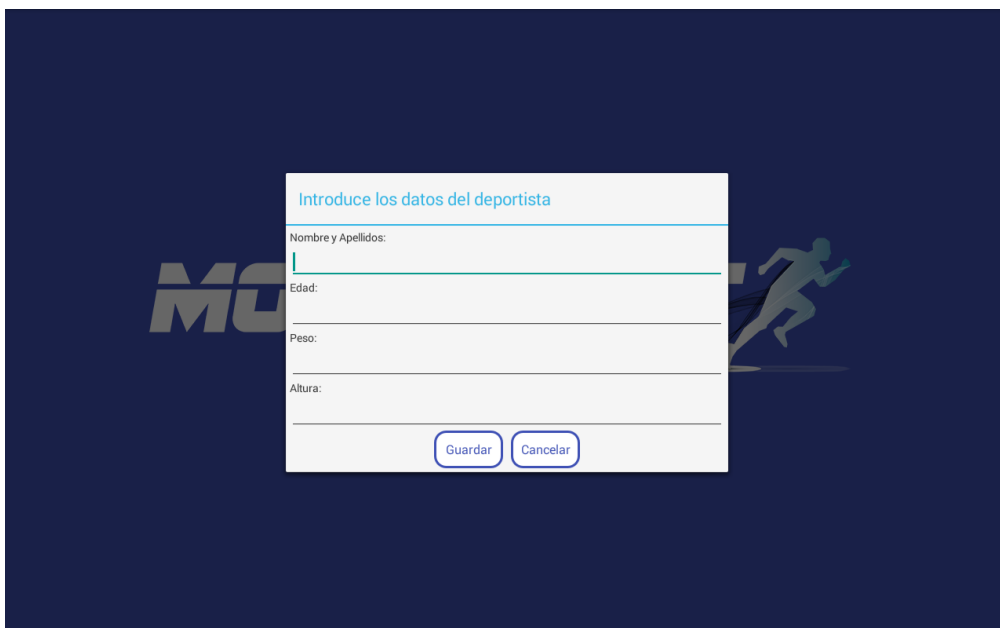 Introduce los datos del deportista
Nombre y Apellidos:
Edad:
Peso:
Altura:
Guardar Cancelar